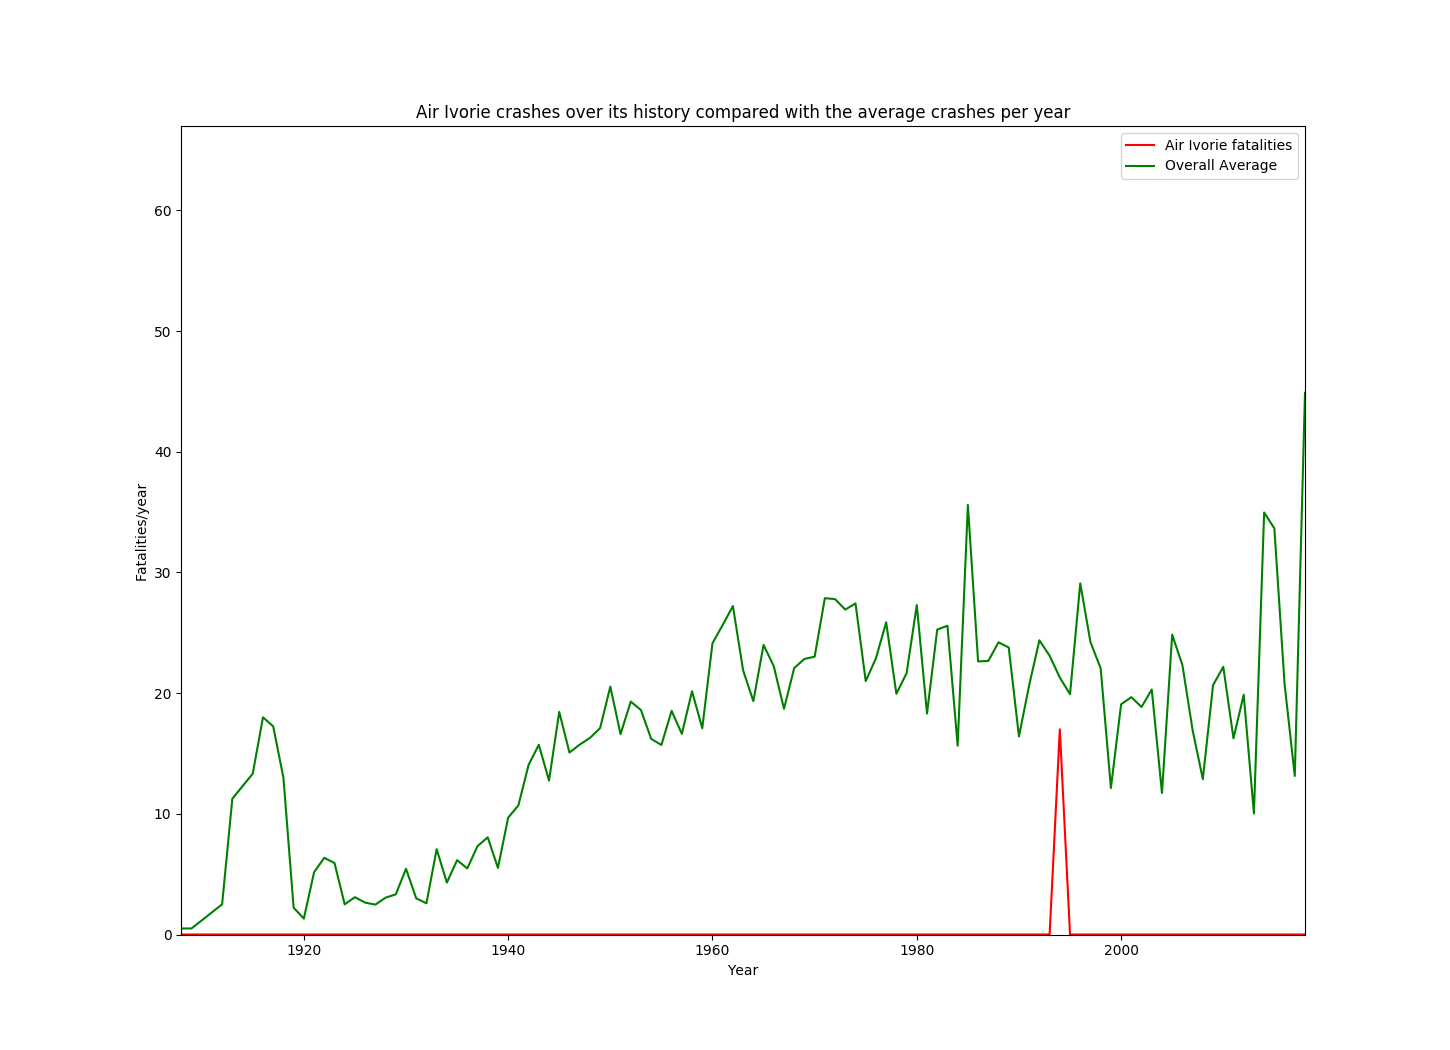 Air Ivorie crashes over its history compared with the average crashes per year
Air Ivorie fatalities
Overall Average
60
50
40
30
20
10
0
Fatalities/year
1920 1940 1960 1980 2000
Year